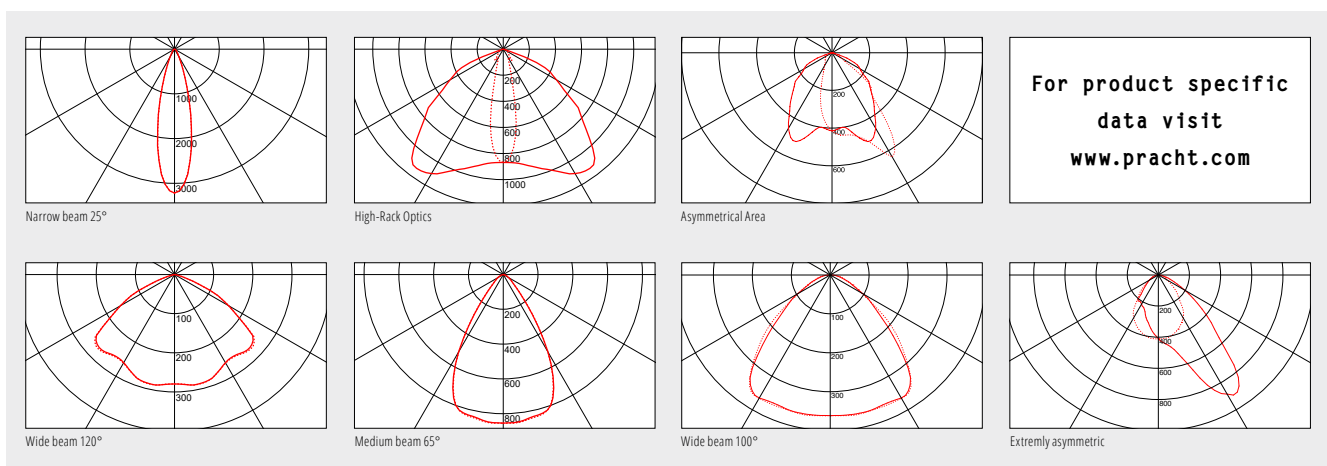 1000
2000
3000
Narrow beam 25°
200
400
600
800
1000
High-Rack Optics
200
400
600
Asymmetrical Area
For product specific
data visit
www.pracht.com
100
200
300
Wide beam 120°
200
400
600
800
Medium beam 65°
100
200
300
Wide beam 100°
200
400
600
800
Extremly asymmetric